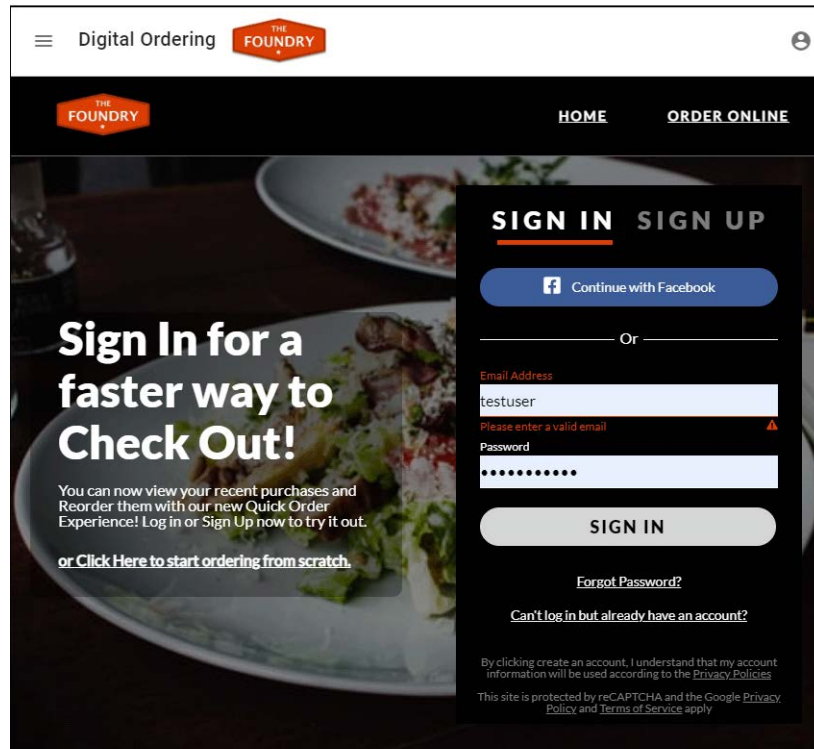 Digital Ordering
THE
FOUNDRY
THE
FOUNDRY
HOME
ORDER ONLINE
Sign In for a
faster way to
Check Out!
You can now view your recent purchases and
Reorder them with our new Quick Order
Experience! Log in or Sign Up now to try it out.
or Click Here to start ordering from scratch.
SIGN IN
SIGN UP
Continue with Facebook
Or
Email Address
testuser
Please enter a valid email
Password
•••••••••••
SIGN IN
Forgot Password?
Can't log in but already have an account?
By clicking create an account, I understand that my account
information will be used according to the Privacy Policies
This site is protected by reCAPTCHA and the Google Privacy
Policy and Terms of Service apply